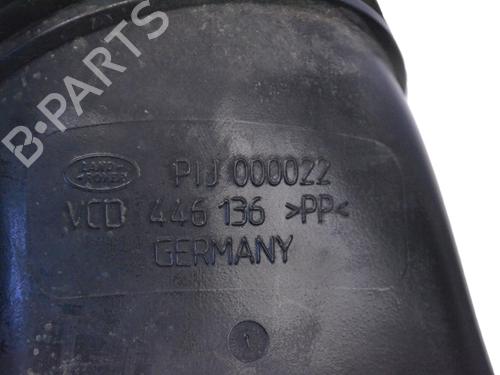 B-PARTS
LAND
ROVER
PIJ 000022
VCD 446 136 >PP<
GERMANY